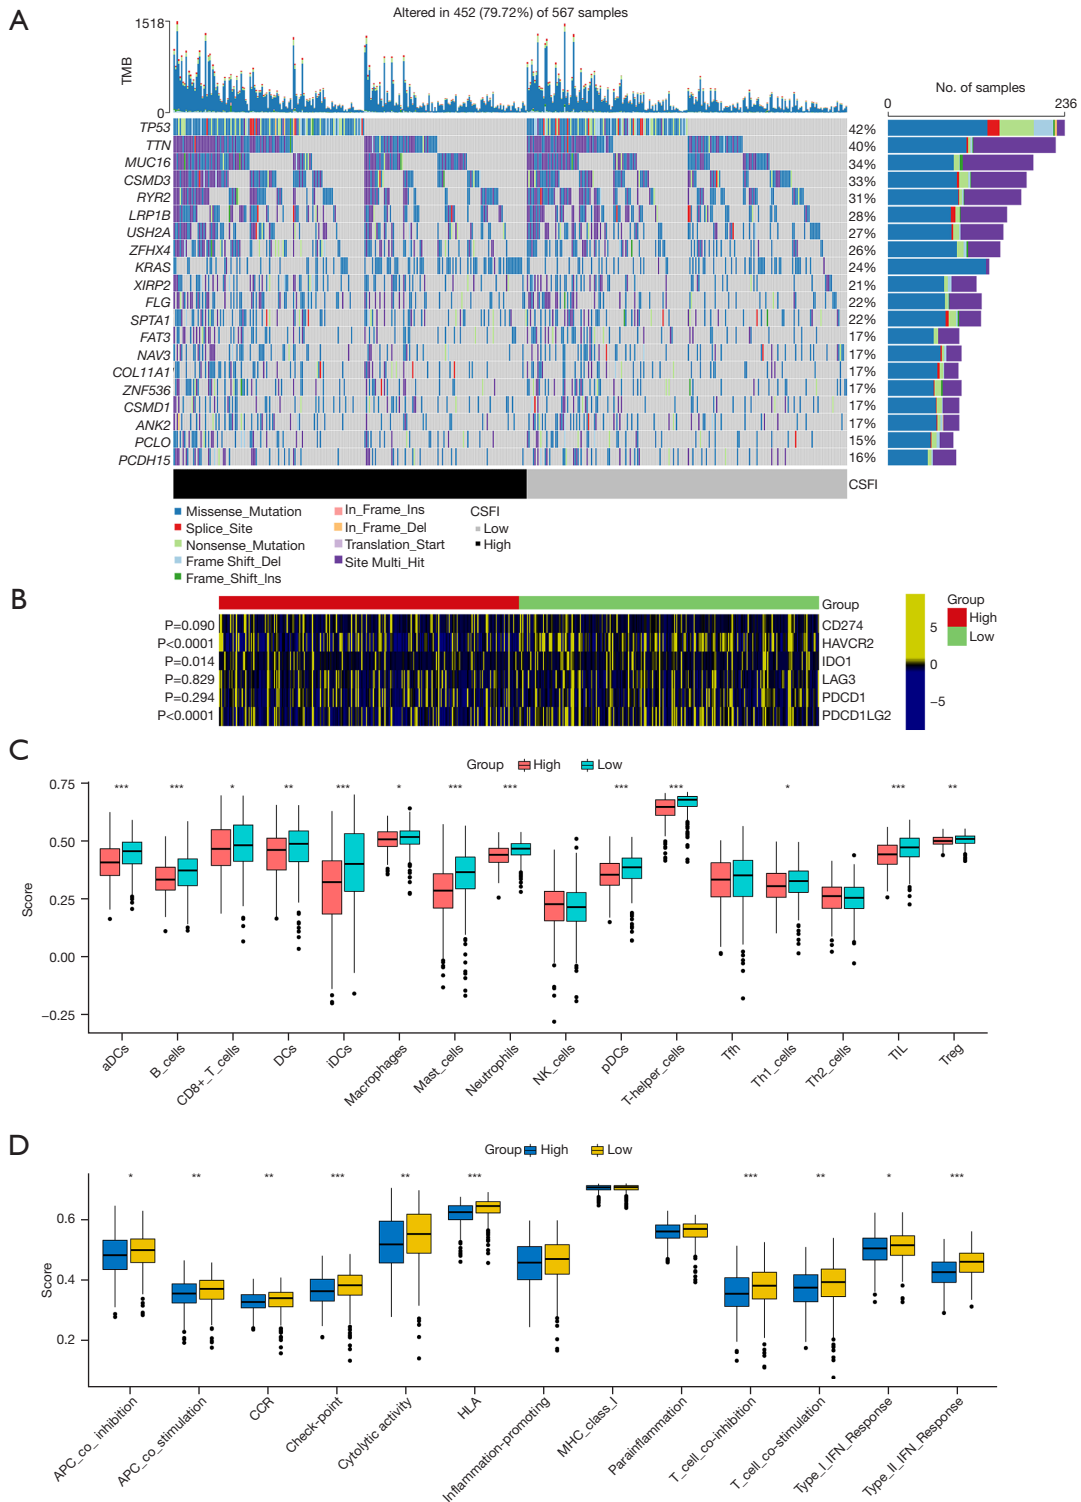 A
Altered in 452 (79.72%) of 567 samples
1518
TMB
0
No. of samples
0 236
TP53 42%
TTN 40%
MUC16 34%
CSMD3 33%
RYR2 31%
LRP1B 28%
USH2A 27%
ZFHX4 26%
KRAS 24%
XIRP2 21%
FLG 22%
SPTA1 22%
FAT3 17%
NAV3 17%
COL11A1 17%
ZNF536 17%
CSMD1 17%
ANK2 17%
PCLO 15%
PCDH15 16%
CSFI
Missense_Mutation In_Frame_Ins CSFI
Splice_Site In_Frame_Del Low
Nonsense_Mutation Translation_Start High
Frame Shift_Del Site Multi_Hit
Frame_Shift_Ins
B
Group
P=0.090 CD274
P<0.0001 HAVCR2
P=0.014 IDO1
P=0.829 LAG3
P=0.294 PDCD1
P<0.0001 PDCD1LG2
5
0
−5
Group
High
Low
C
Group High Low
*** *** * ** *** * *** *** *** *** * *** **
0.75
0.50
0.25
0.00
−0.25
Score
aDCs
B_cells
CD8+_T_cells
DCs
iDCs
Macrophages
Mast_cells
Neutrophils
NK_cells
pDCs
T-helper_cells
Tfh
Th1_cells
Th2_cells
TIL
Treg
D
Group High Low
* ** ** *** ** *** *** ** * ***
0.6
0.4
0.2
Score
APC_co_ inhibition
APC_co_stimulation
CCR
Check-point
Cytolytic activity
HLA
Inflammation-promoting
MHC_class_I
Parainflammation
T_cell_co-inhibition
T_cell_co-stimulation
Type_I_IFN_Response
Type_II_IFN_Response